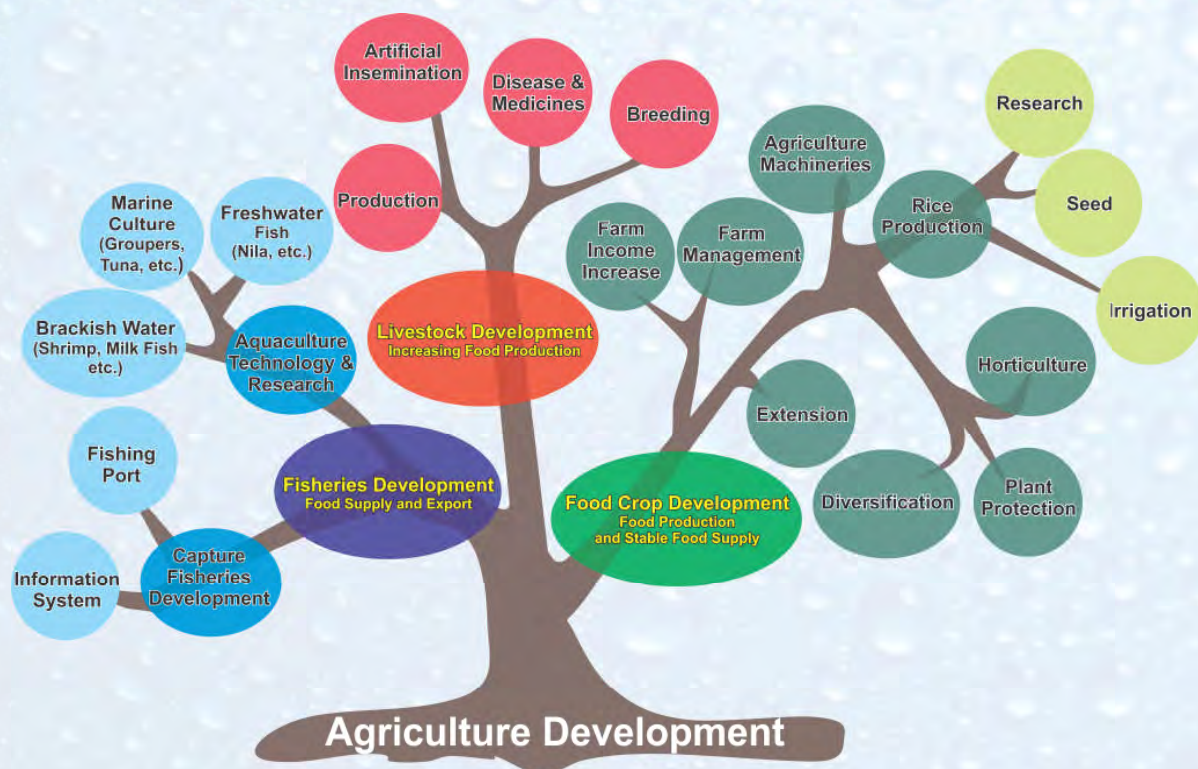 Artificial
Insemination
Disease &
Medicines
Breeding
Production
Research
Seed
Irrigation
Agriculture
Machineries
Rice
Production
Farm
Income
Increase
Farm
Management
Marine
Culture
(Groupers,
Tuna, etc.)
Freshwater
Fish
(Nila, etc.)
Brackish Water
(Shrimp, Milk Fish
etc.)
Aquaculture
Technology &
Research
Livestock Development
Increasing Food Production
Horticulture
Extension
Diversification
Plant
Protection
Fishing
Port
Fisheries Development
Food Supply and Export
Food Crop Development
Food Production
and Stable Food Supply
Information
System
Capture
Fisheries
Development
Agriculture Development